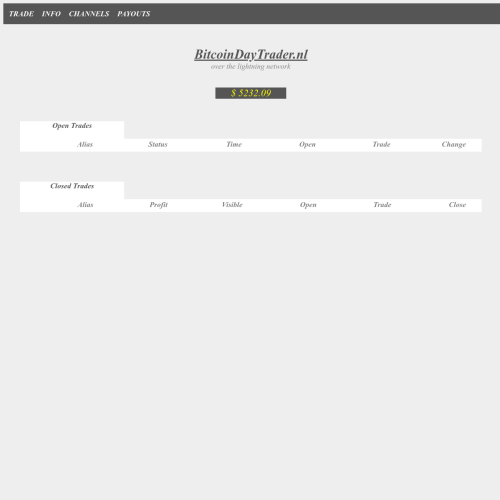 TRADE INFO CHANNELS PAYOUTS
BitcoinDayTrader.nl
over the lightning network
$ 5232.09
Open Trades
Alias Status Time Open Trade Change
Closed Trades
Alias Profit Visible Open Trade Close